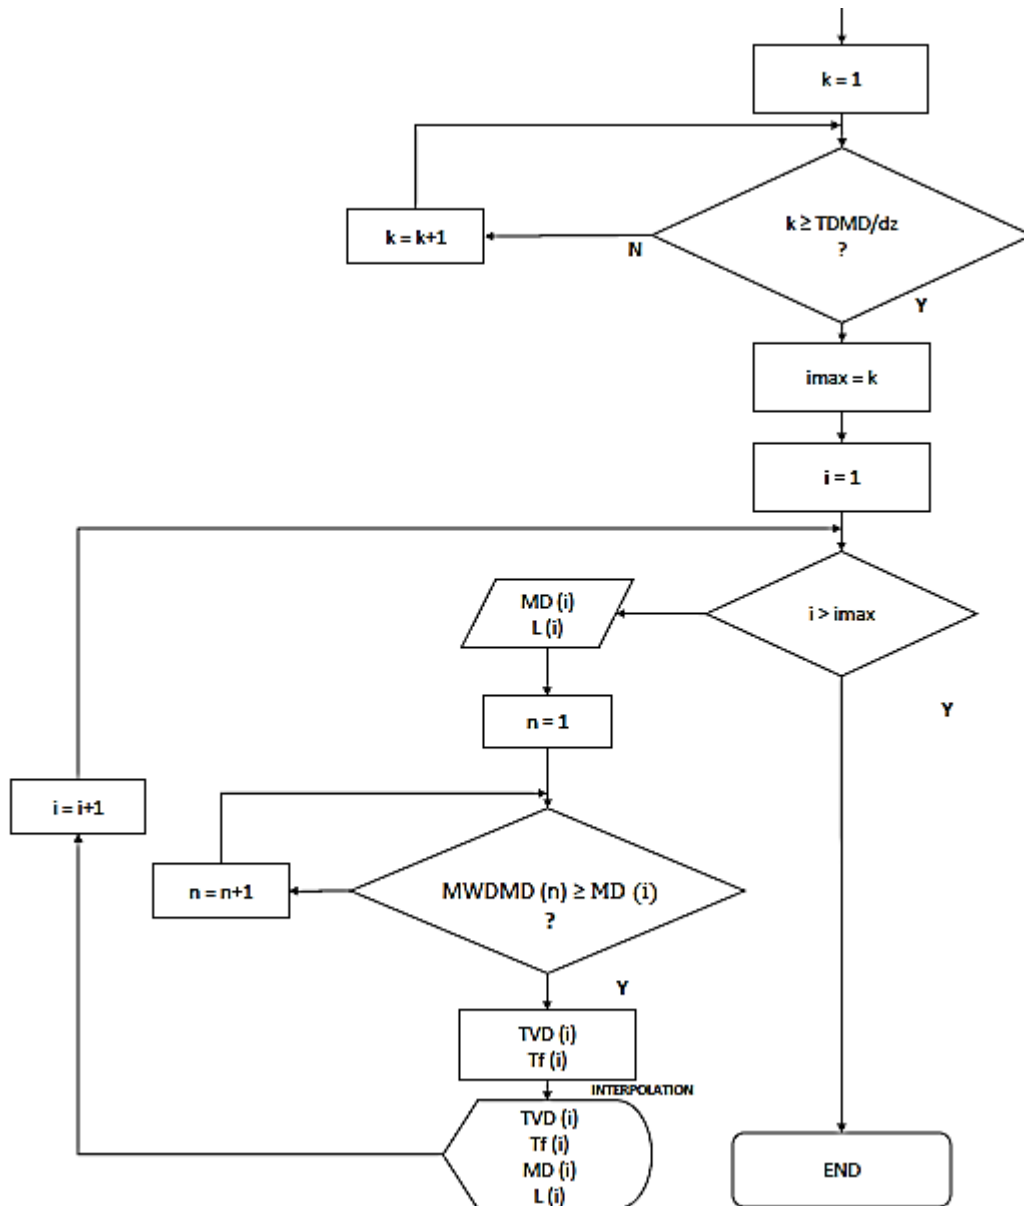 k = 1
k ≥ TDMD/dz
?
k = k+1
N
Y
imax = k
i = 1
i > imax
MD (i)
L (i)
Y
n = 1
i = i+1
MWDMD (n) ≥ MD (i)
?
n = n+1
Y
TVD (i)
Tf (i)
INTERPOLATION
TVD (i)
Tf (i)
MD (i)
L (i)
END